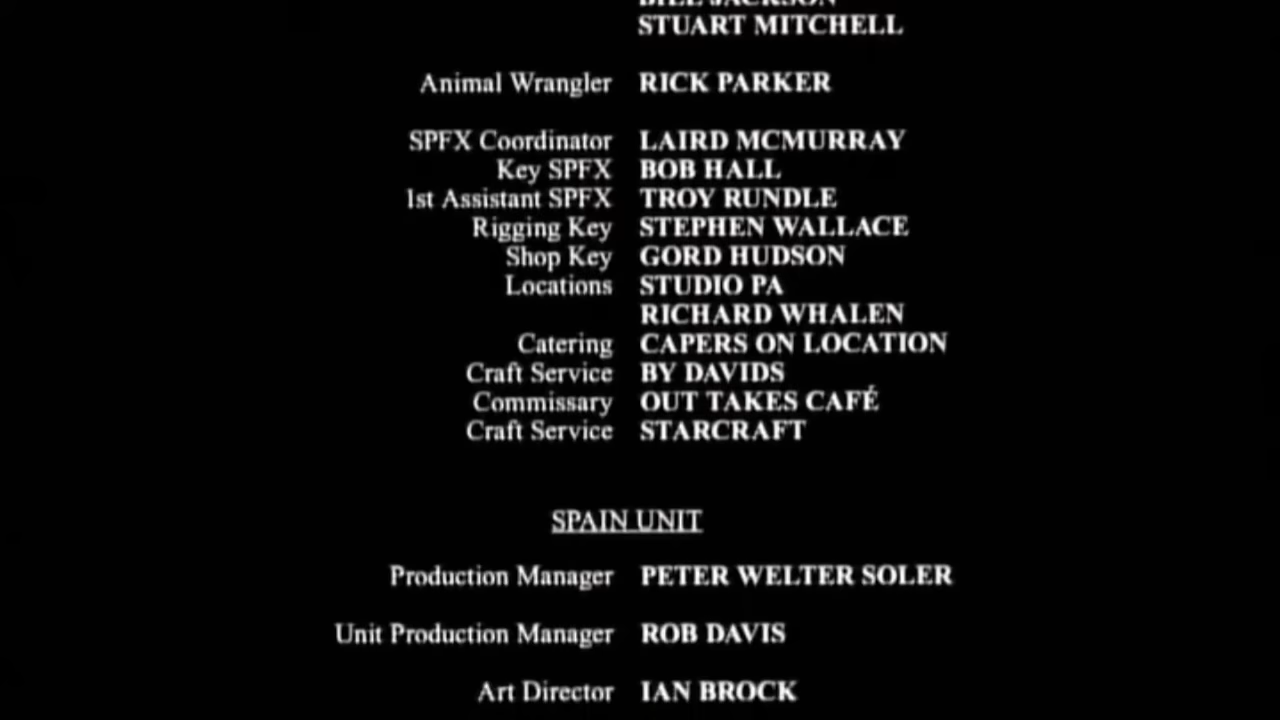 STUART MITCHELL
Animal Wrangler RICK PARKER
SPFX Coordinator LAIRD MCMURRAY
Key SPFX BOB HALL
1st Assistant SPFX TROY RUNDLE
Rigging Key STEPHEN WALLACE
Shop Key GORD HUDSON
Locations STUDIO PA
RICHARD WHALEN
Catering CAPERS ON LOCATION
Craft Service BY DAVIDS
Commissary OUT TAKES CAFÉ
Craft Service STARCRAFT
SPAIN UNIT
Production Manager PETER WELTER SOLER
Unit Production Manager ROB DAVIS
Art Director IAN BROCK